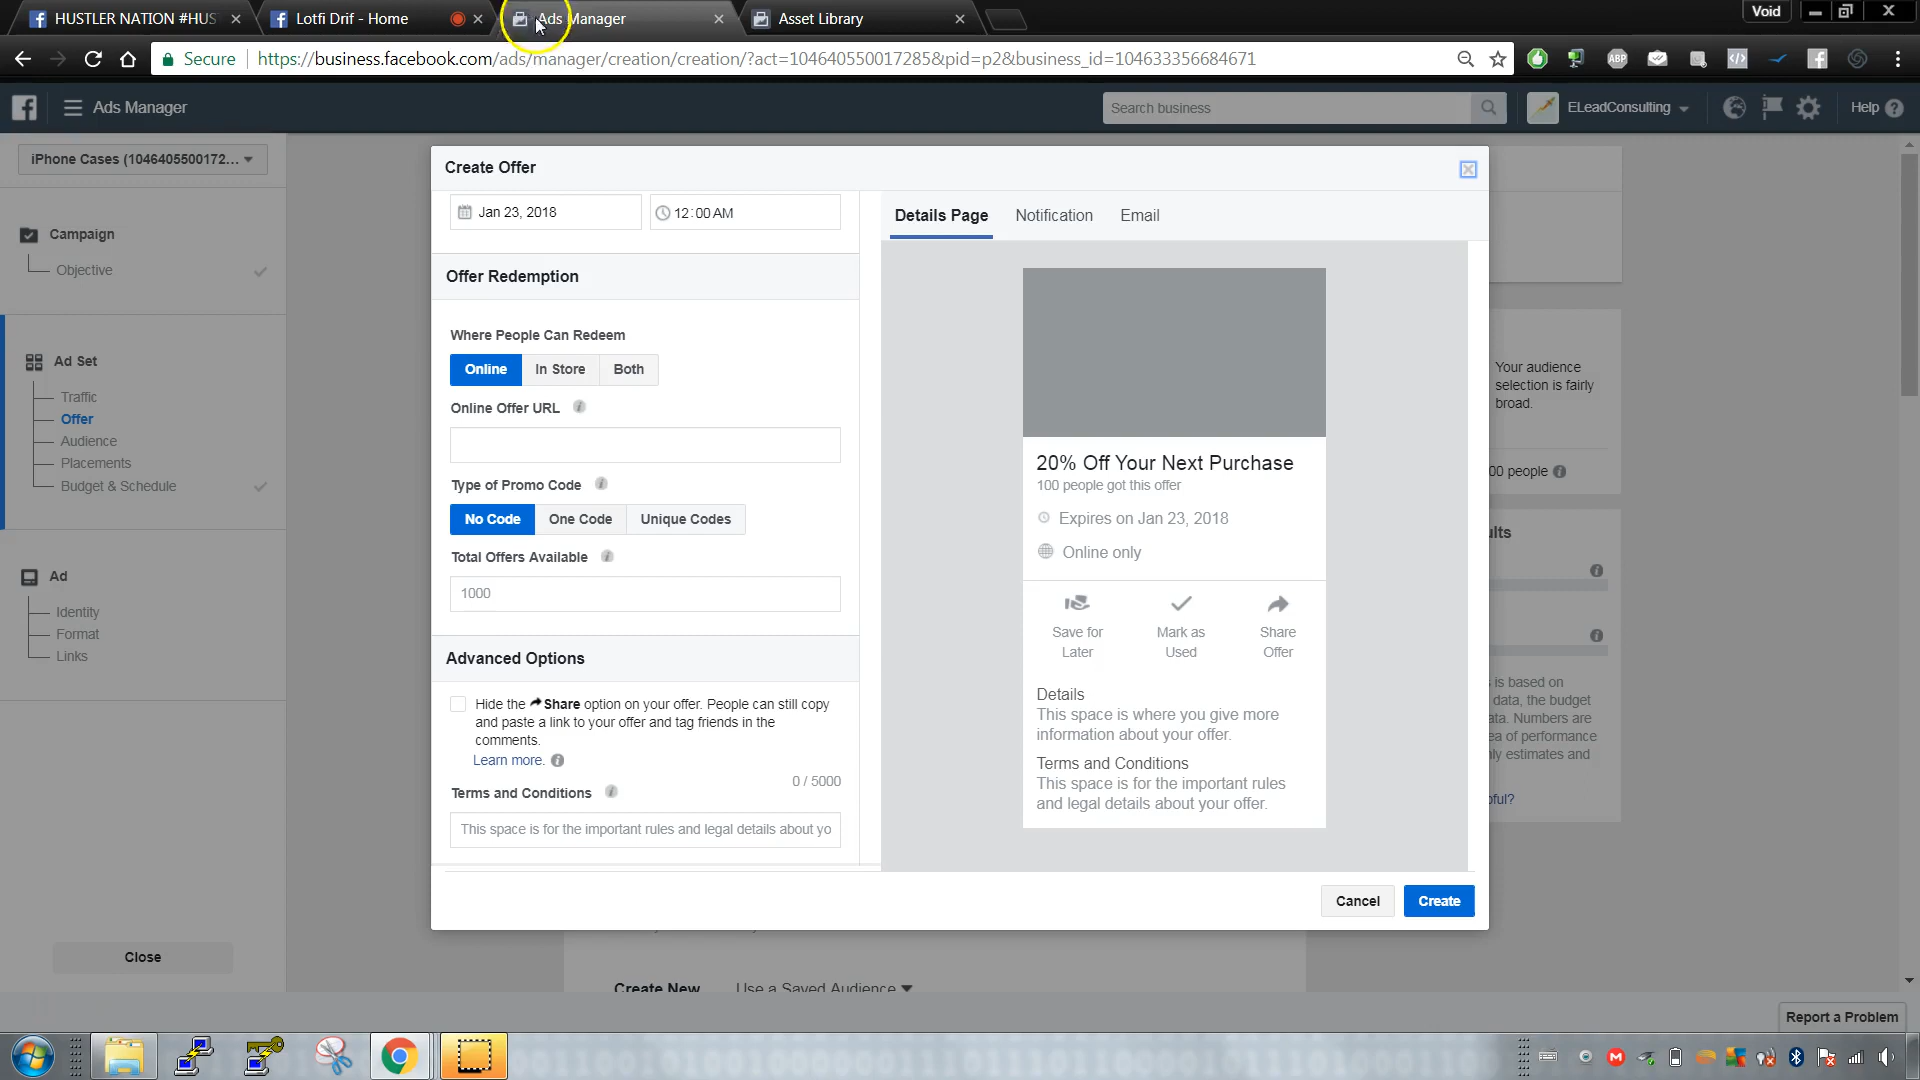 HUSTLER NATION #HUS
Lotfi Drif - Home
Ads Manager
Asset Library
Void
Secure
https://business.facebook.com/ads/manager/creation/creation/?act=104640550017285&pid=p2&business_id=104633356684671
ABP
Ads Manager
Search business
ELeadConsulting
Help
iPhone Cases (1046405500172...
Campaign
Objective
Ad Set
Traffic
Offer
Audience
Placements
Budget & Schedule
Ad
Identity
Format
Links
Close
Create Offer
Jan 23, 2018
12:00 AM
Offer Redemption
Where People Can Redeem
Online
In Store
Both
Online Offer URL
Type of Promo Code
No Code
One Code
Unique Codes
Total Offers Available
1000
Advanced Options
Hide the Share option on your offer. People can still copy
and paste a link to your offer and tag friends in the
comments.
Learn more.
0 / 5000
Terms and Conditions
This space is for the important rules and legal details about yo
Details Page
Notification
Email
20% Off Your Next Purchase
100 people got this offer
Expires on Jan 23, 2018
Online only
Save for
Later
Mark as
Used
Share
Offer
Details
This space is where you give more
information about your offer.
Terms and Conditions
This space is for the important rules
and legal details about your offer.
Cancel
Create
Your audience
selection is fairly
broad.
00 people
ults
is based on
data, the budget
ata. Numbers are
ea of performance
ly estimates and
pful?
Create New
Use a Saved Audience
Report a Problem